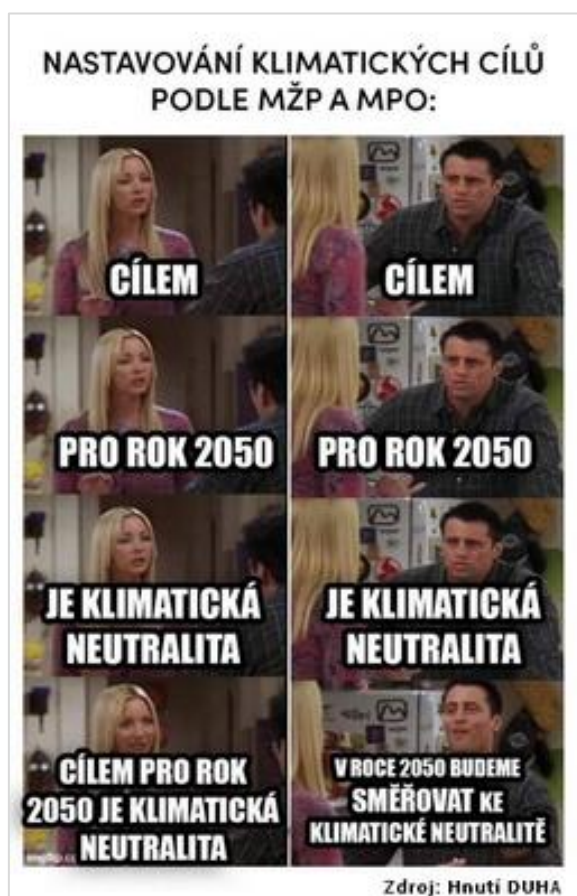 NASTAVOVÁNÍ KLIMATICKÝCH CÍLŮ
PODLE MŽP A MPO:
CÍLEM
CÍLEM
PRO ROK 2050
PRO ROK 2050
JE KLIMATICKÁ
NEUTRALITA
JE KLIMATICKÁ
NEUTRALITA
CÍLEM PRO ROK
2050 JE KLIMATICKÁ
NEUTRALITA
V ROCE 2050 BUDEME
SMĚŘOVAT KE
KLIMATICKÉ NEUTRALITĚ
Zdroj: Hnutí DUHA